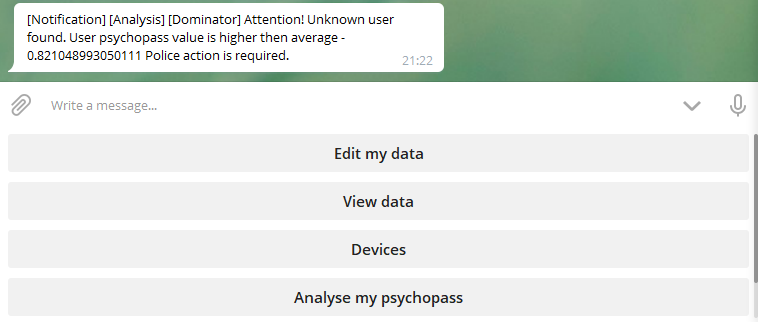 [Notification] [Analysis] [Dominator] Attention! Unknown user
found. User psychopass value is higher then average -
0.821048993050111 Police action is required.
21:22
Write a message...
Edit my data
View data
Devices
Analyse my psychopass